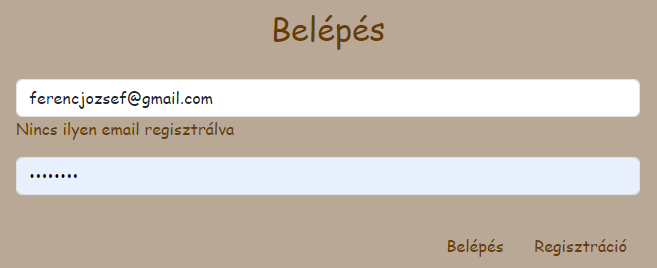 Belépés
ferencjozsef@gmail.com
Nincs ilyen email regisztrálva
••••••••
Belépés Regisztráció